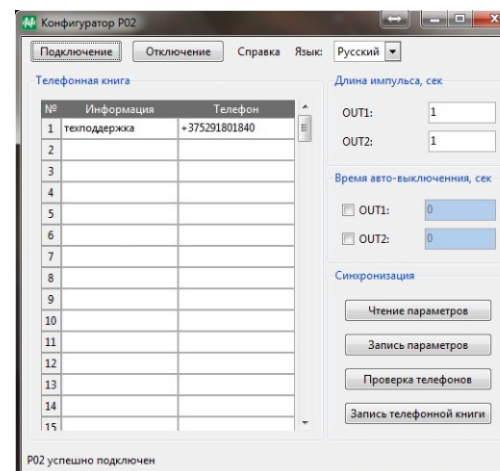 Конфигуратор P02
Подключение Отключение Справка Язык: Русский
Телефонная книга
№ Информация Телефон
1 техподдержка +375291801840
2
3
4
5
6
7
8
9
10
11
12
13
14
15
Длина импульса, сек
OUT1: 1
OUT2: 1
Время авто-выключенния, сек
OUT1: 0
OUT2: 0
Синхронизация
Чтение параметров
Запись параметров
Проверка телефонов
Запись телефонной книги
P02 успешно подключен